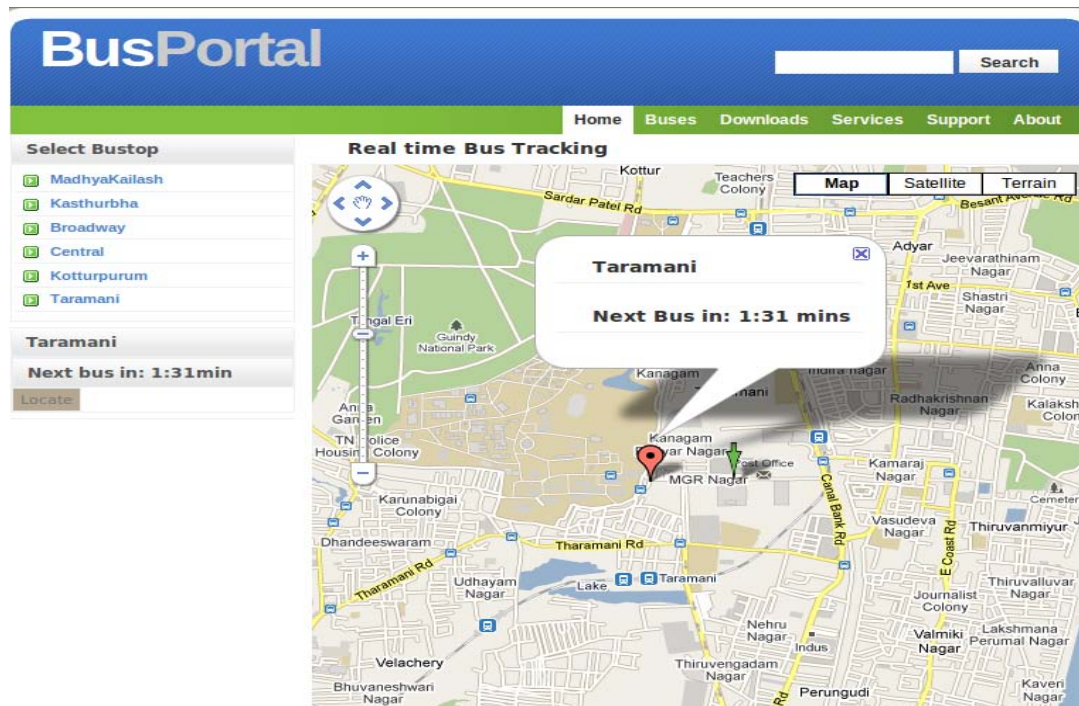 BusPortal
Search
Home Buses Downloads Services Support About
Select Bustop
MadhyaKailash
Kasthurbha
Broadway
Central
Kotturpurum
Taramani
Taramani
Next bus in: 1:31min
Locate
Real time Bus Tracking
Map Satellite Terrain
Taramani
Next Bus in: 1:31 mins
Kottur
Teachers
Colony
Sardar Patel Rd
Besant Avenue Rd
Adyar
Jeevarathinam
Nagar
1st Ave
Shastri
Nagar
Guindy
National Park
Kanagam
Indira nagar
Anna
Colony
Radhakrishnan
Nagar
TN Police
Housing Colony
Kanagam
Nagar
Post Office
MGR Nagar
Kamaraj
Nagar
Canal Bank Rd
Karunabigai
Colony
Vasudeva
Nagar
Thiruvanmiyur
E Coast Rd
Dhandeeswaram
Tharamani Rd
Tharamani Rd
Udhayam
Nagar
Lake
Taramani
Thiruvalluvar
Nagar
Journalist
Colony
Nehru
Nagar
Indus
Valmiki
Nagar
Lakshmana
Perumal Nagar
Velachery
Thiruvengadam
Nagar
Bhuvaneshwari
Nagar
Rd
Perungudi
Kaveri
Nagar